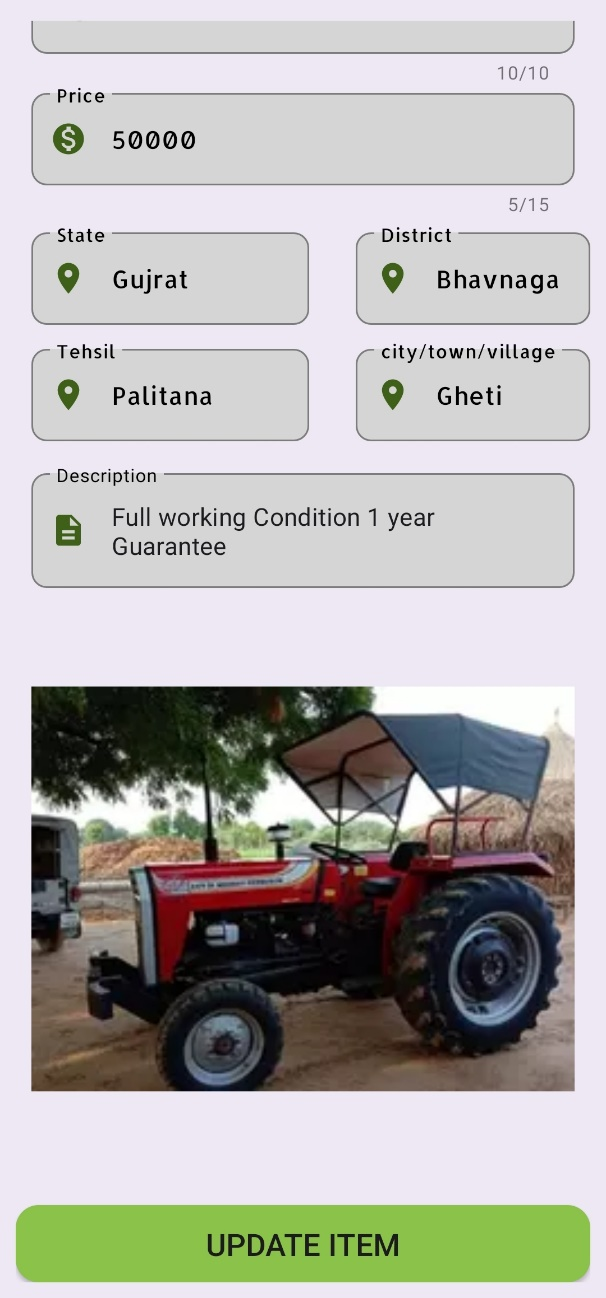 10/10
Price
50000
5/15
State
District
Gujrat
Bhavnaga
Tehsil
city/town/village
Palitana
Gheti
Description
Full working Condition 1 year
Guarantee
UPDATE ITEM